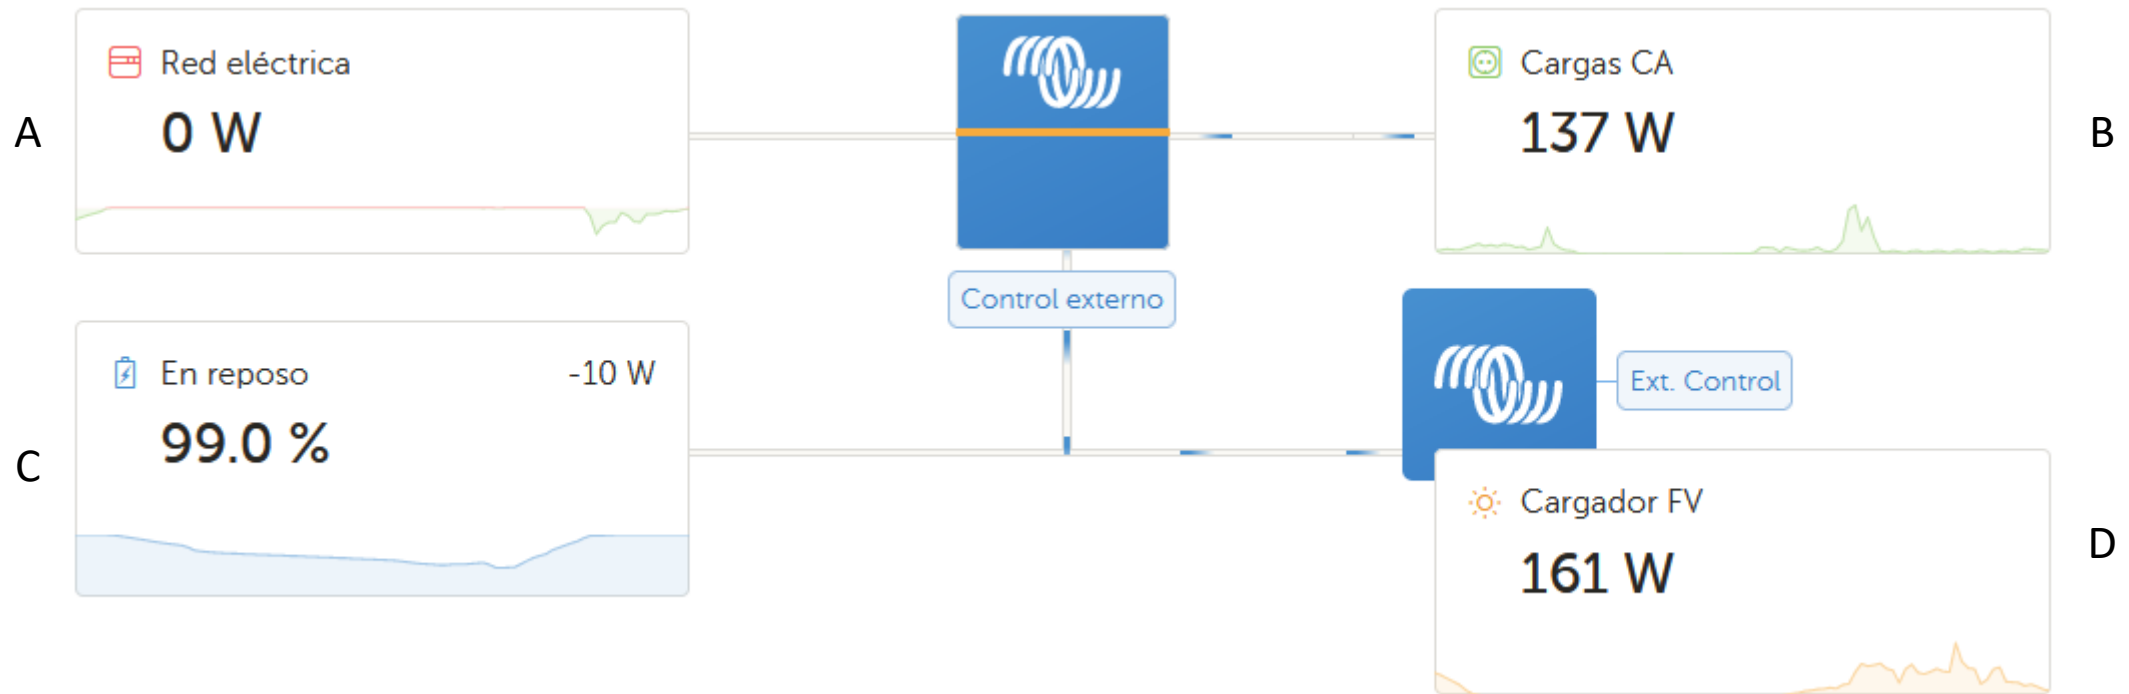 A
Red eléctrica
0 W
Cargas CA
137 W
B
Control externo
C
En reposo
-10 W
99.0 %
Ext. Control
Cargador FV
161 W
D